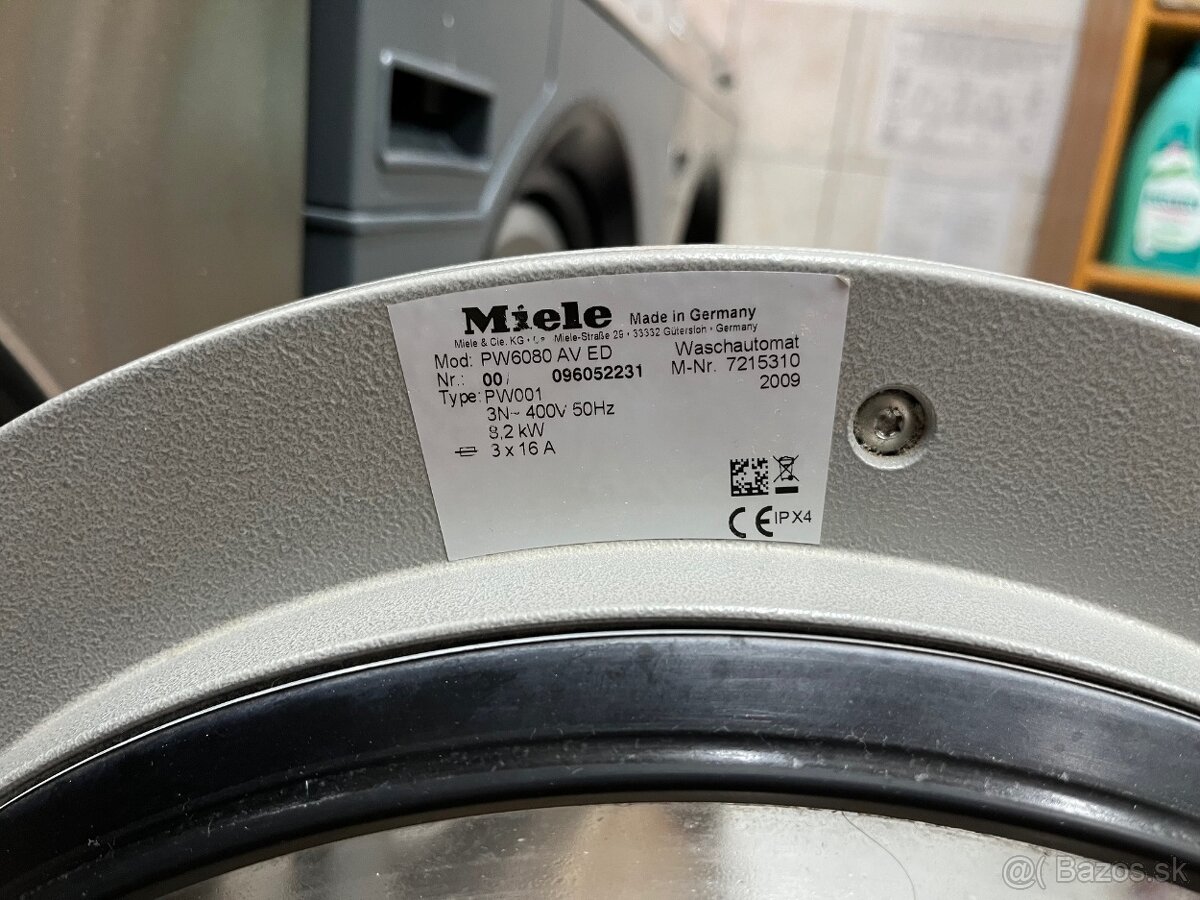 Miele Made in Germany
Miele & Cie. KG · Miele-Straße 29 · 33332 Gütersloh · Germany
Mod: PW6080 AV ED Waschautomat
Nr.: 00/ 096052231 M-Nr. 7215310
Type: PW001 2009
3N~ 400V 50Hz
8,2 kW
3 x 16 A
CE IPX4
@( Bazos.sk